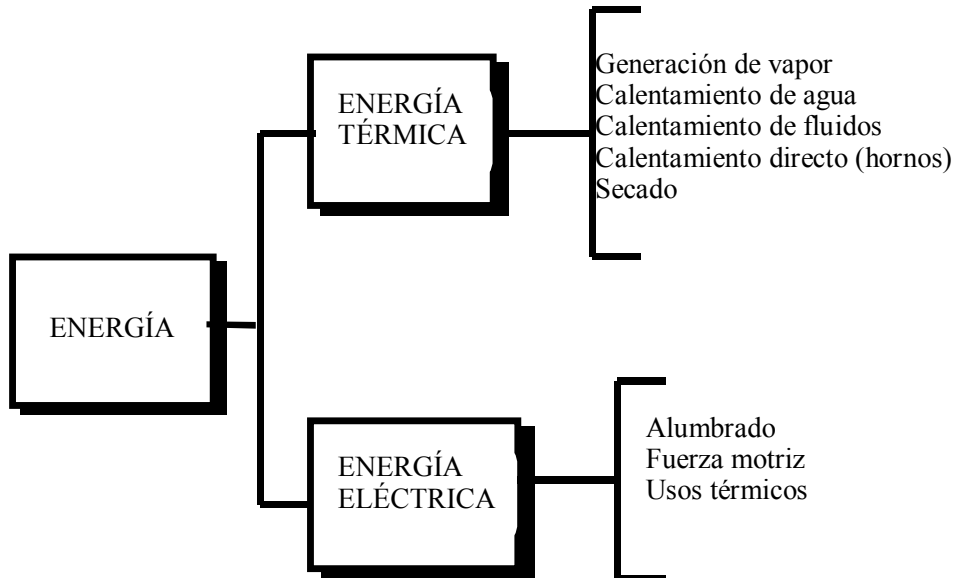 ENERGÍA
ENERGÍA
TÉRMICA
Generación de vapor
Calentamiento de agua
Calentamiento de fluidos
Calentamiento directo (hornos)
Secado
ENERGÍA
ELÉCTRICA
Alumbrado
Fuerza motriz
Usos térmicos